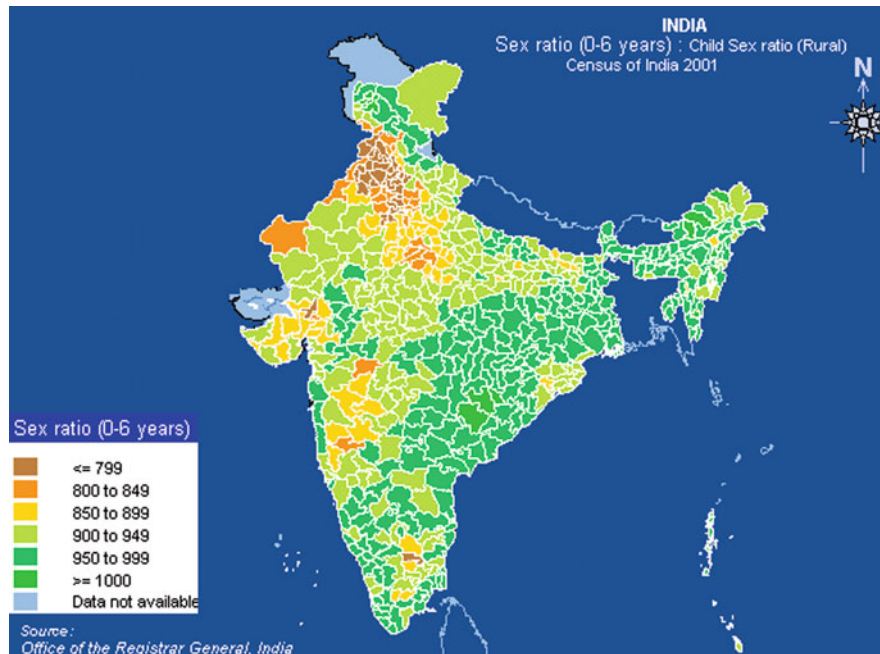 INDIA
Sex ratio (0-6 years) : Child Sex ratio (Rural)
Census of India 2001
N
Sex ratio (0-6 years)
<= 799
800 to 849
850 to 899
900 to 949
950 to 999
>= 1000
Data not available
Source:
Office of the Registrar General, India